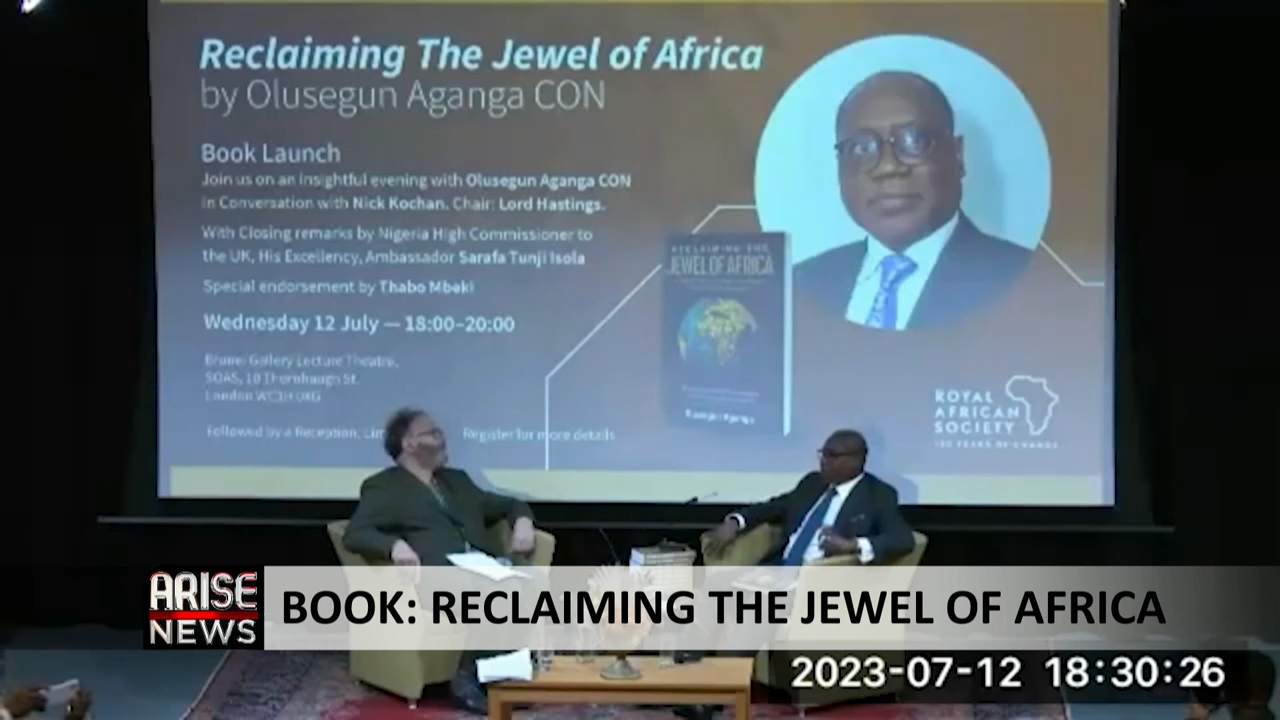 Reclaiming The Jewel of Africa
by Olusegun Aganga CON
Book Launch
Join us on an insightful evening with Olusegun Aganga CON
in Conversation with Nick Kochan. Chair: Lord Hastings.
With Closing remarks by Nigeria High Commissioner to
the UK, His Excellency, Ambassador Sarafa Tunji Isola
Special endorsement by Thabo Mbeki
Wednesday 12 July — 18:00-20:00
Brunei Gallery Lecture Theatre,
SOAS, 10 Thornhaugh St.
London
Followed by a Reception.
Register for more details
RECLAIMING THE
JEWEL OF AFRICA
ROYAL
AFRICAN
SOCIETY
YEARS OF CHANGE
ARISE
NEWS
BOOK: RECLAIMING THE JEWEL OF AFRICA
2023-07-12 18:30:26